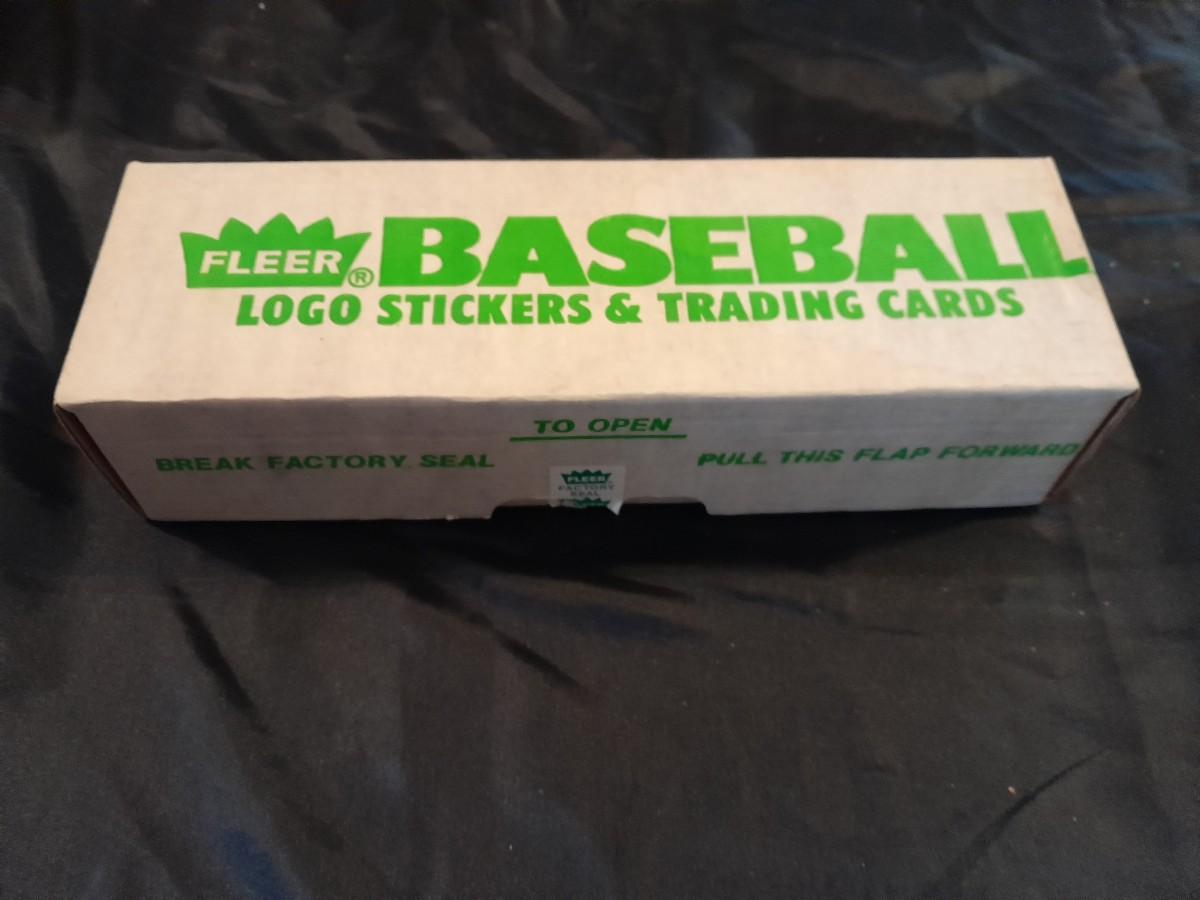 FLEER® BASEBALL
LOGO STICKERS & TRADING CARDS
TO OPEN
BREAK FACTORY SEAL
PULL THIS FLAP FORWARD
FLEER
FACTORY
SEAL